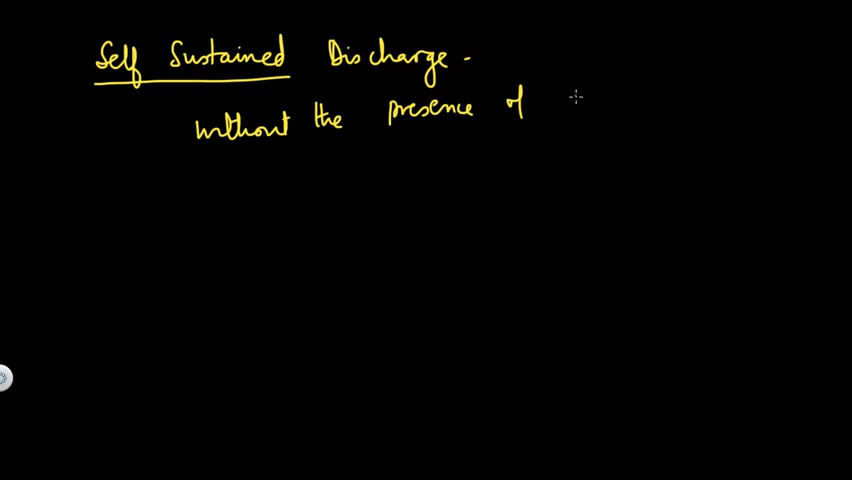 Self Sustained Discharge -
without the presence of